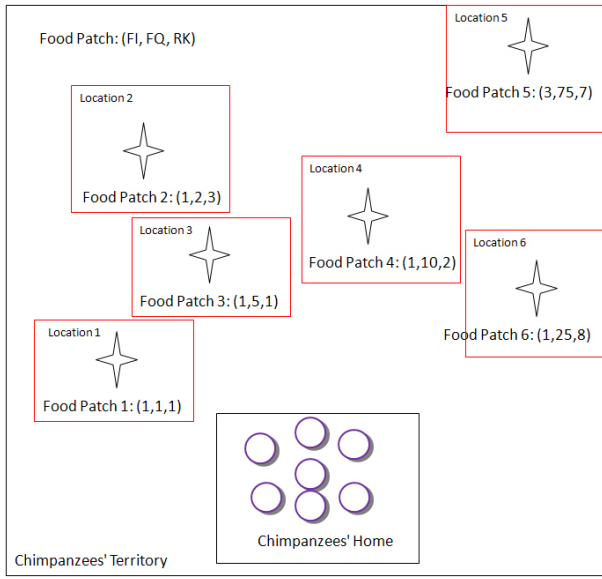 Location 5
Food Patch: (FI, FQ, RK)
Food Patch 5: (3,75,7)
Location 2
Location 4
Food Patch 2: (1,2,3)
Location 3
Location 6
Food Patch 4: (1,10,2)
Food Patch 3: (1,5,1)
Location 1
Food Patch 6: (1,25,8)
Food Patch 1: (1,1,1)
Chimpanzees' Home
Chimpanzees' Territory